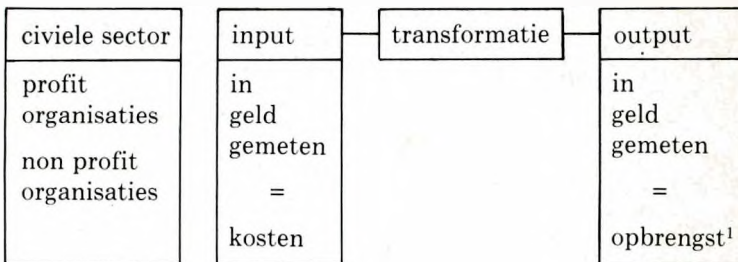 civiele sector
profit
organisaties
non profit
organisaties
input
in
geld
gemeten
=
kosten
transformatie
output
in
geld
gemeten
=
opbrengst¹